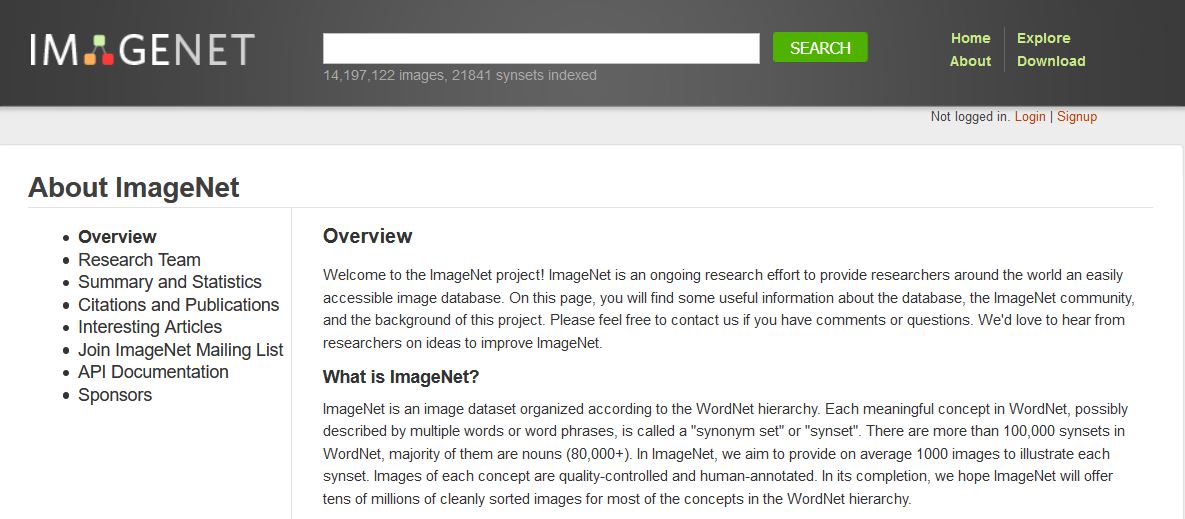 IMAGENET
SEARCH
14,197,122 images, 21841 synsets indexed
Home
Explore
About
Download
Not logged in. Login | Signup
About ImageNet
Overview
Research Team
Summary and Statistics
Citations and Publications
Interesting Articles
Join ImageNet Mailing List
API Documentation
Sponsors
Overview
Welcome to the ImageNet project! ImageNet is an ongoing research effort to provide researchers around the world an easily
accessible image database. On this page, you will find some useful information about the database, the ImageNet community,
and the background of this project. Please feel free to contact us if you have comments or questions. We'd love to hear from
researchers on ideas to improve ImageNet.
What is ImageNet?
ImageNet is an image dataset organized according to the WordNet hierarchy. Each meaningful concept in WordNet, possibly
described by multiple words or word phrases, is called a "synonym set" or "synset". There are more than 100,000 synsets in
WordNet, majority of them are nouns (80,000+). In ImageNet, we aim to provide on average 1000 images to illustrate each
synset. Images of each concept are quality-controlled and human-annotated. In its completion, we hope ImageNet will offer
tens of millions of cleanly sorted images for most of the concepts in the WordNet hierarchy.